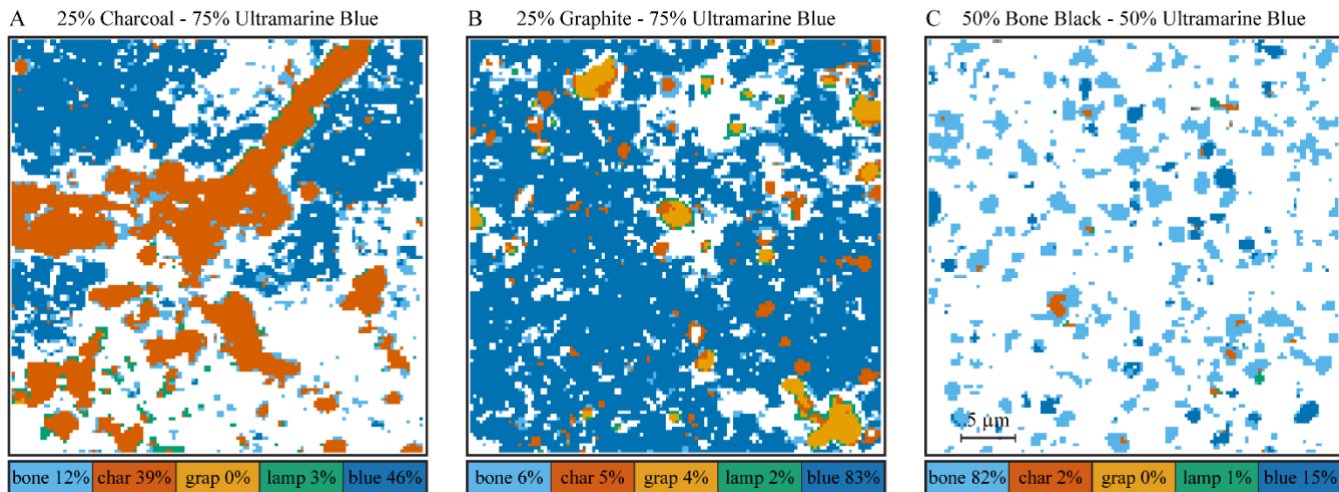 A 25% Charcoal - 75% Ultramarine Blue
B 25% Graphite - 75% Ultramarine Blue
C 50% Bone Black - 50% Ultramarine Blue
.5 µm
bone 12% char 39% grap 0% lamp 3% blue 46%
bone 6% char 5% grap 4% lamp 2% blue 83%
bone 82% char 2% grap 0% lamp 1% blue 15%